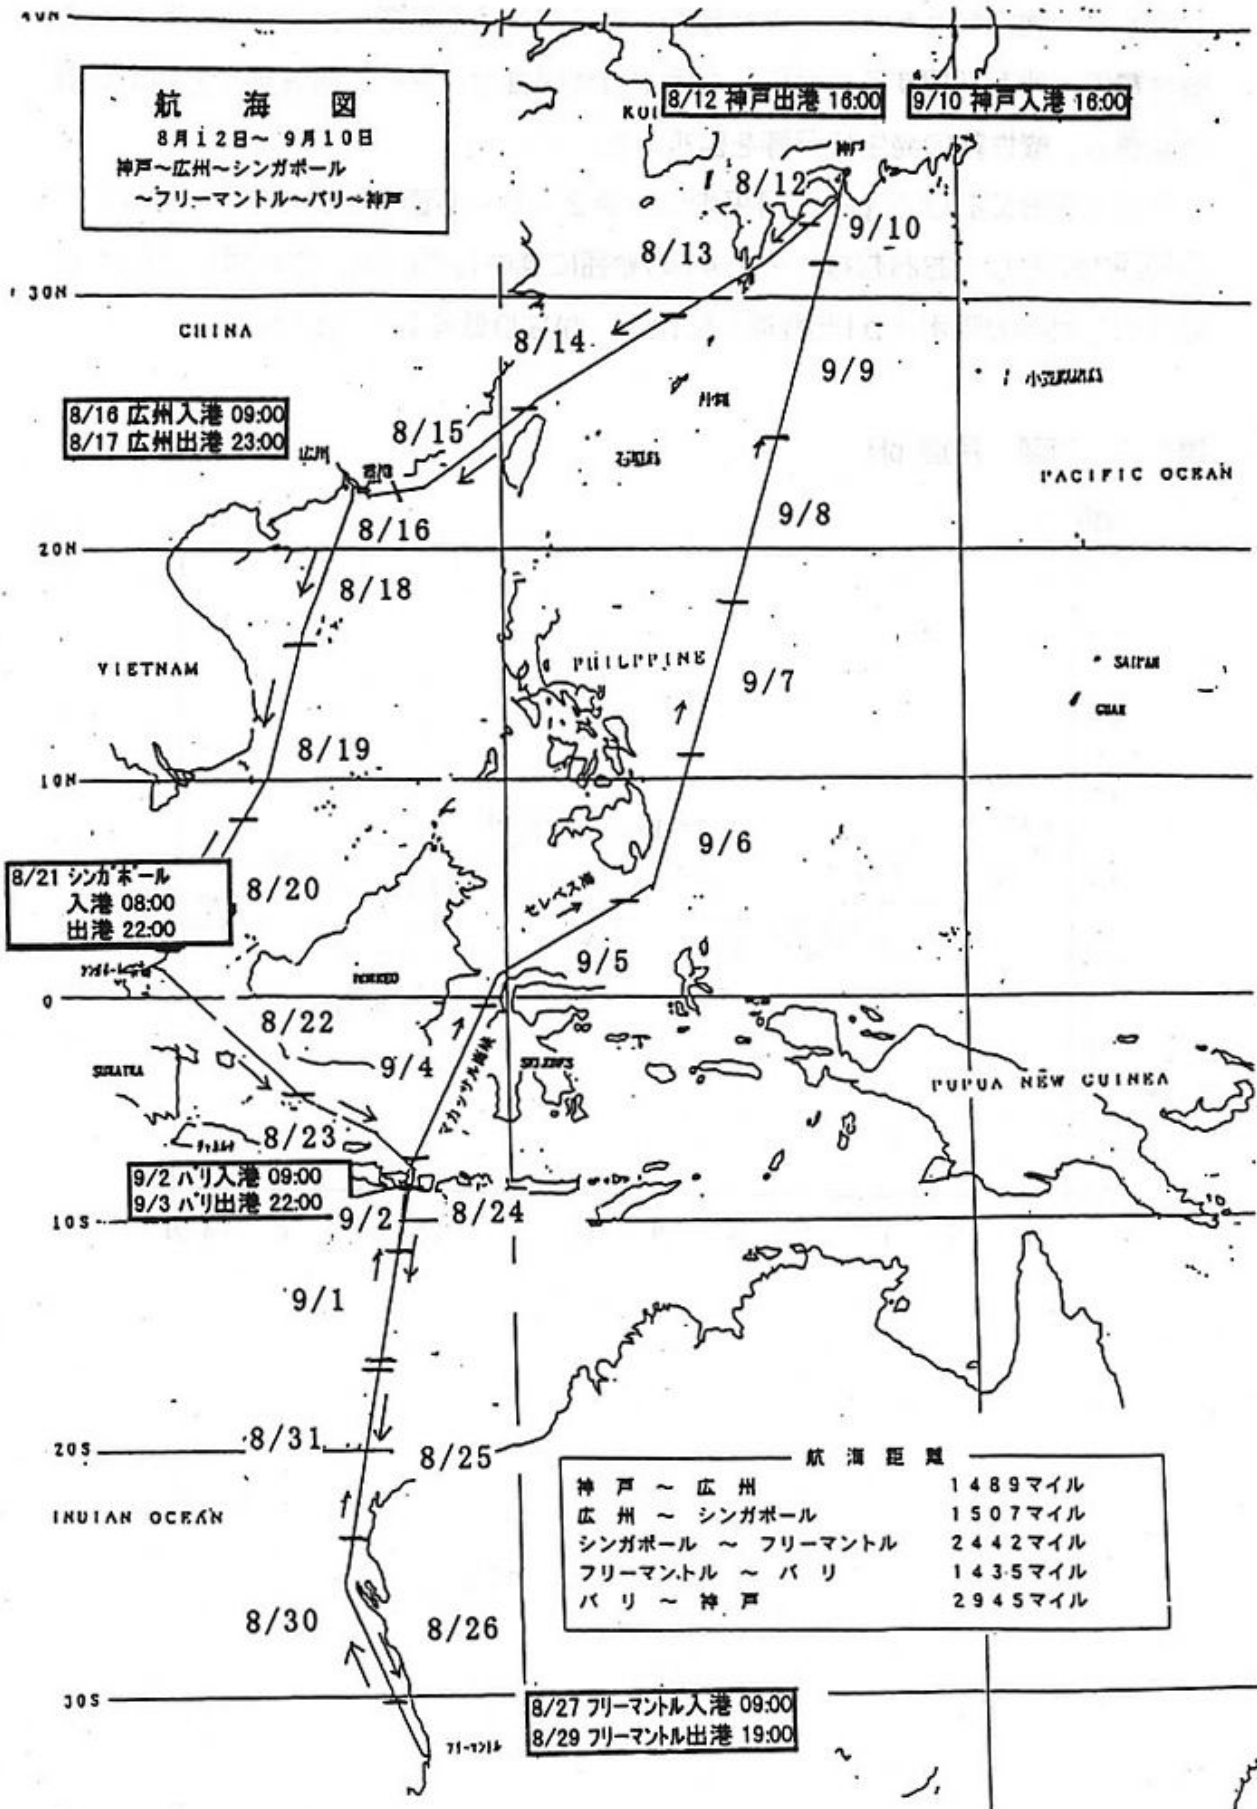 航海図
8月12日～9月10日
神戸～広州～シンガポール
～フリーマントル～バリ～神戸
8/12 神戸出港 16:00
9/10 神戸入港 16:00
神戸
8/12
9/10
8/13
30N
CHINA
8/14
9/9
8/16 広州入港 09:00
8/17 広州出港 23:00
8/15
広州
PACIFIC OCEAN
8/16
9/8
20N
8/18
VIETNAM
PHILPPINE
SAIPAN
9/7
GUAM
8/19
10N
9/6
8/21 シンガポール
入港 08:00
出港 22:00
8/20
セレベス海
9/5
BORNEO
0
8/22
9/4
マカッサル海峡
SUMATRA
PUPUA NEW GUINEA
8/23
9/2 バリ入港 09:00
9/3 バリ出港 22:00
10S
9/2
8/24
9/1
20S
8/31
8/25
INDIAN OCEAN
航海距離
神戸 ～ 広州 1489マイル
広州 ～ シンガポール 1507マイル
シンガポール ～ フリーマントル 2442マイル
フリーマントル ～ バリ 1435マイル
バリ ～ 神戸 2945マイル
8/30
8/26
30S
8/27 フリーマントル入港 09:00
8/29 フリーマントル出港 19:00
フリーマントル